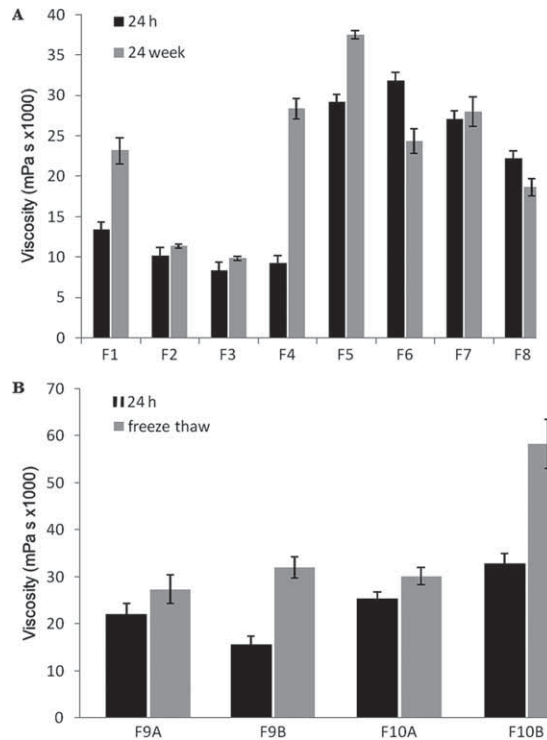 A
24 h
24 week
Viscosity (mPa s x1000)
40
35
30
25
20
15
10
5
0
F1 F2 F3 F4 F5 F6 F7 F8
B
24 h
freeze thaw
Viscosity (mPa s x1000)
70
60
50
40
30
20
10
0
F9A F9B F10A F10B